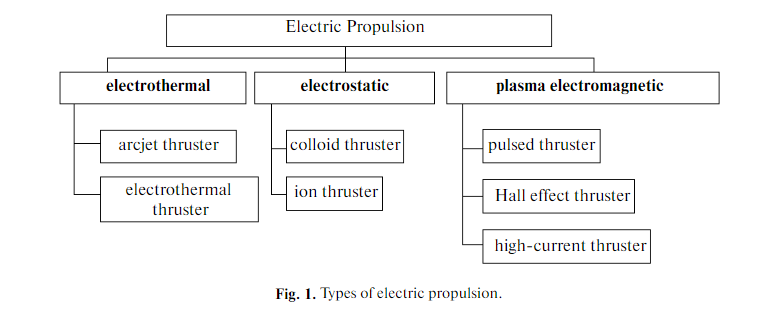 Electric Propulsion
electrothermal
electrostatic
plasma electromagnetic
arcjet thruster
colloid thruster
pulsed thruster
electrothermal
thruster
ion thruster
Hall effect thruster
high-current thruster
Fig. 1. Types of electric propulsion.